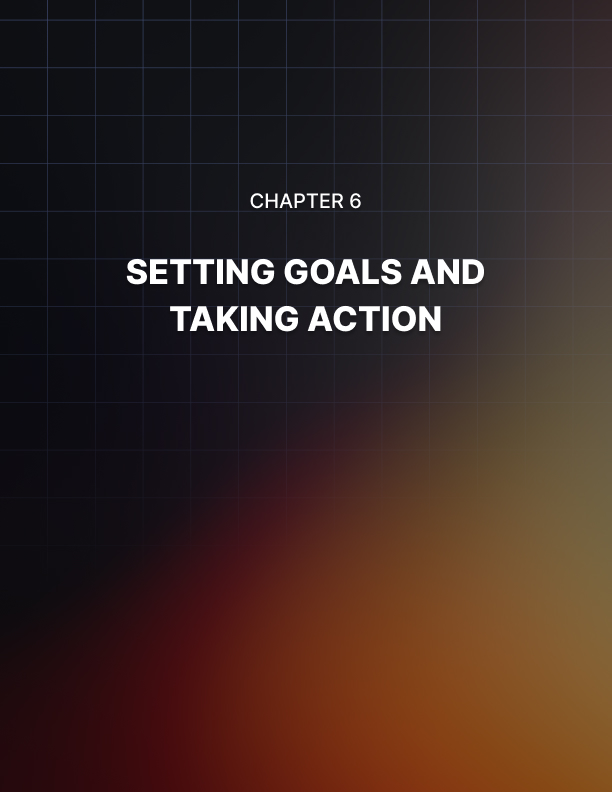 CHAPTER 6
SETTING GOALS AND
TAKING ACTION